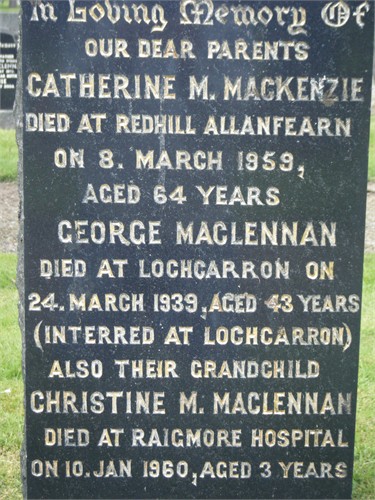 In Loving Memory Of
OUR DEAR PARENTS
CATHERINE M. MACKENZIE
DIED AT REDHILL ALLANFEARN
ON 8. MARCH 1959,
AGED 64 YEARS
GEORGE MACLENNAN
DIED AT LOCHCARRON ON
24. MARCH 1939, AGED 43 YEARS
(INTERRED AT LOCHCARRON)
ALSO THEIR GRANDCHILD
CHRISTINE M. MACLENNAN
DIED AT RAIGMORE HOSPITAL
ON 10. JAN 1960, AGED 3 YEARS